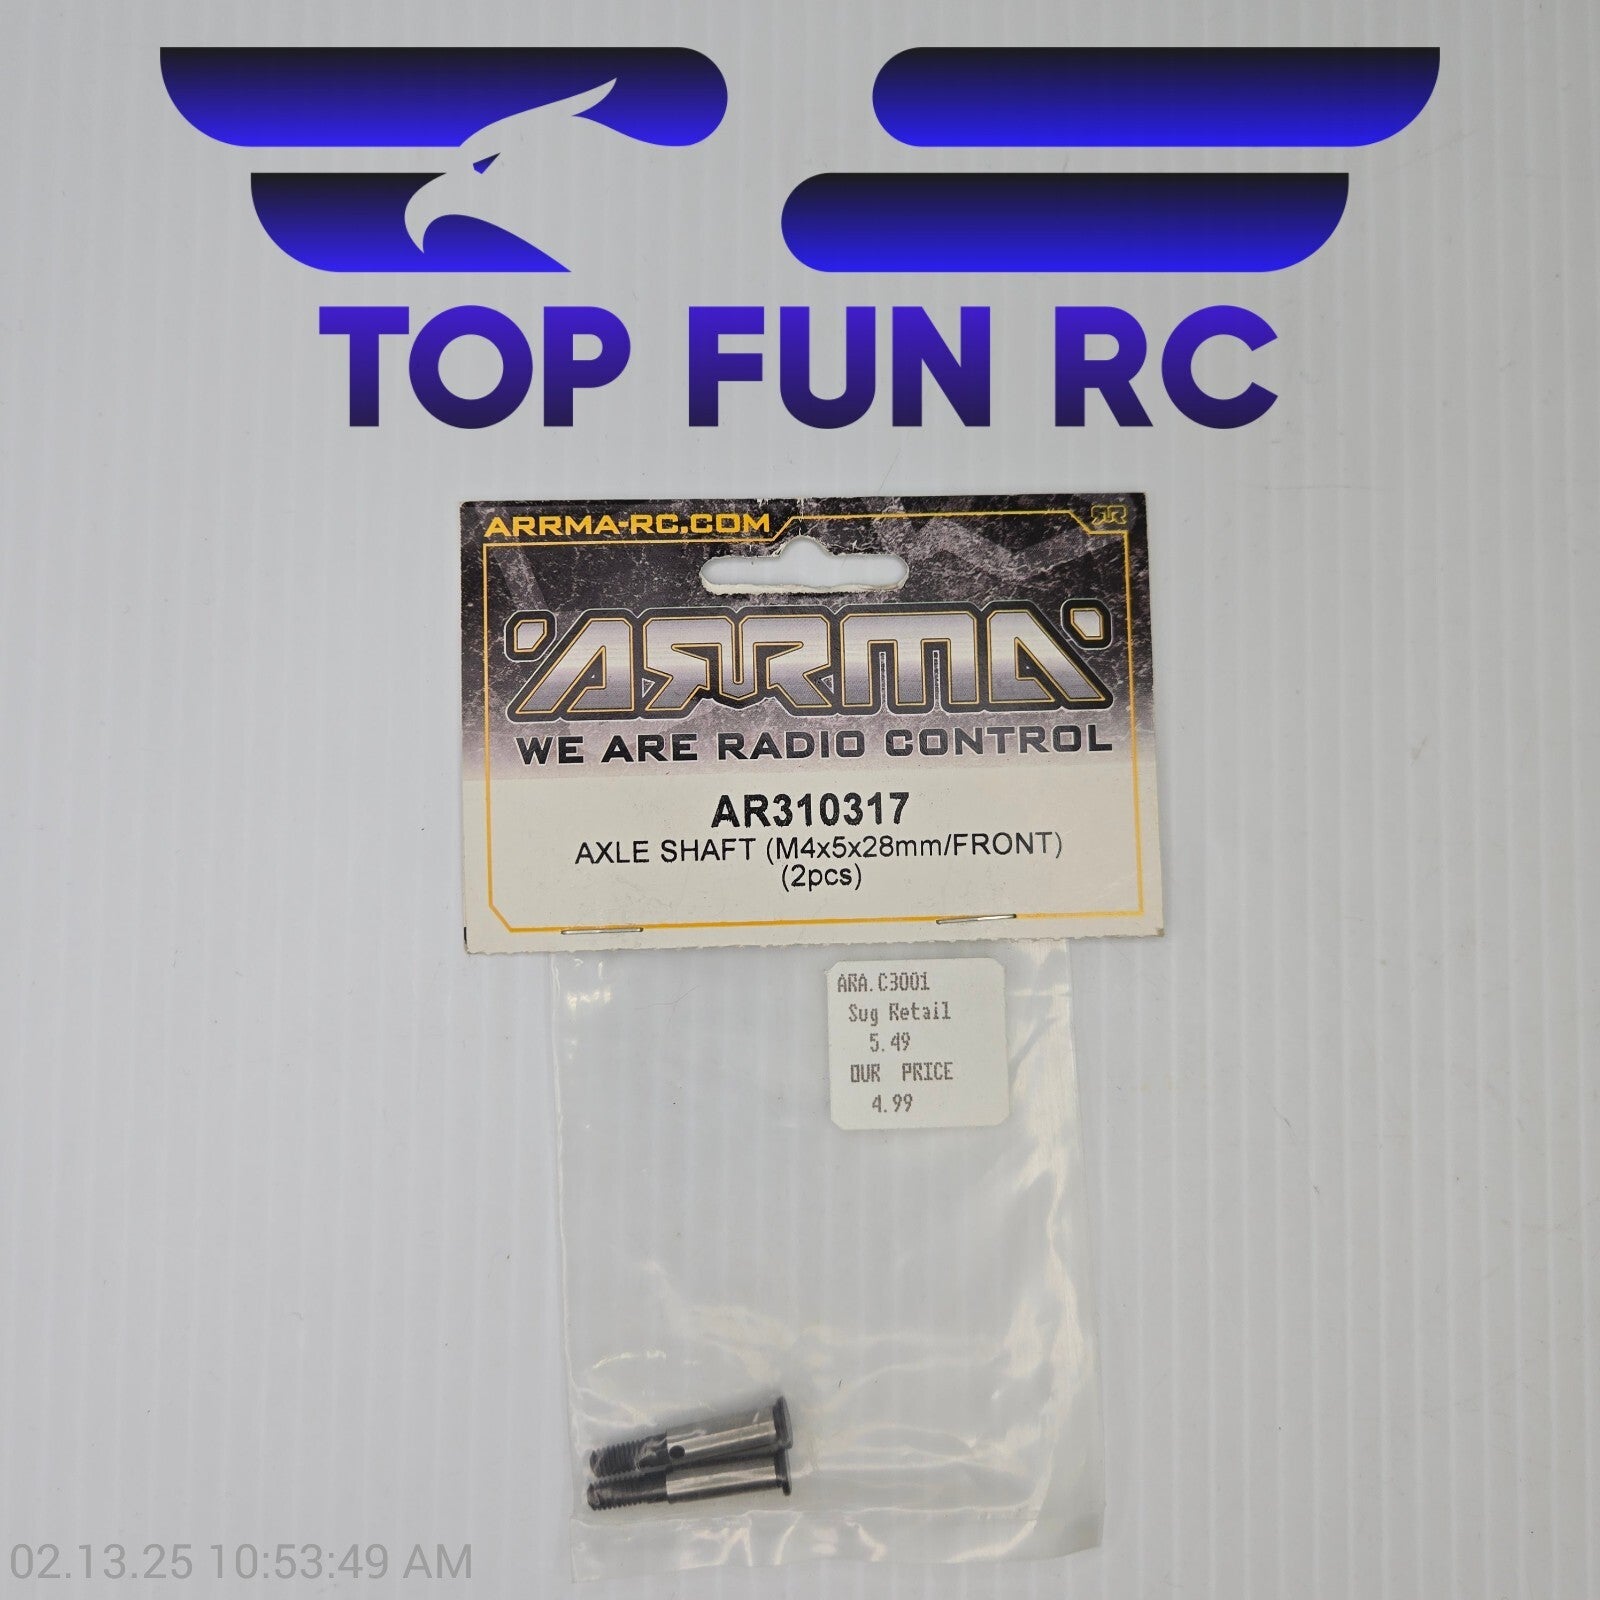 TOP FUN RC
ARRMA-RC.COM
ARRMA
WE ARE RADIO CONTROL
AR310317
AXLE SHAFT (M4x5x28mm/FRONT)
(2pcs)
ARA.C3001
Sug Retail
5.49
OUR PRICE
4.99
02.13.25 10:53:49 AM